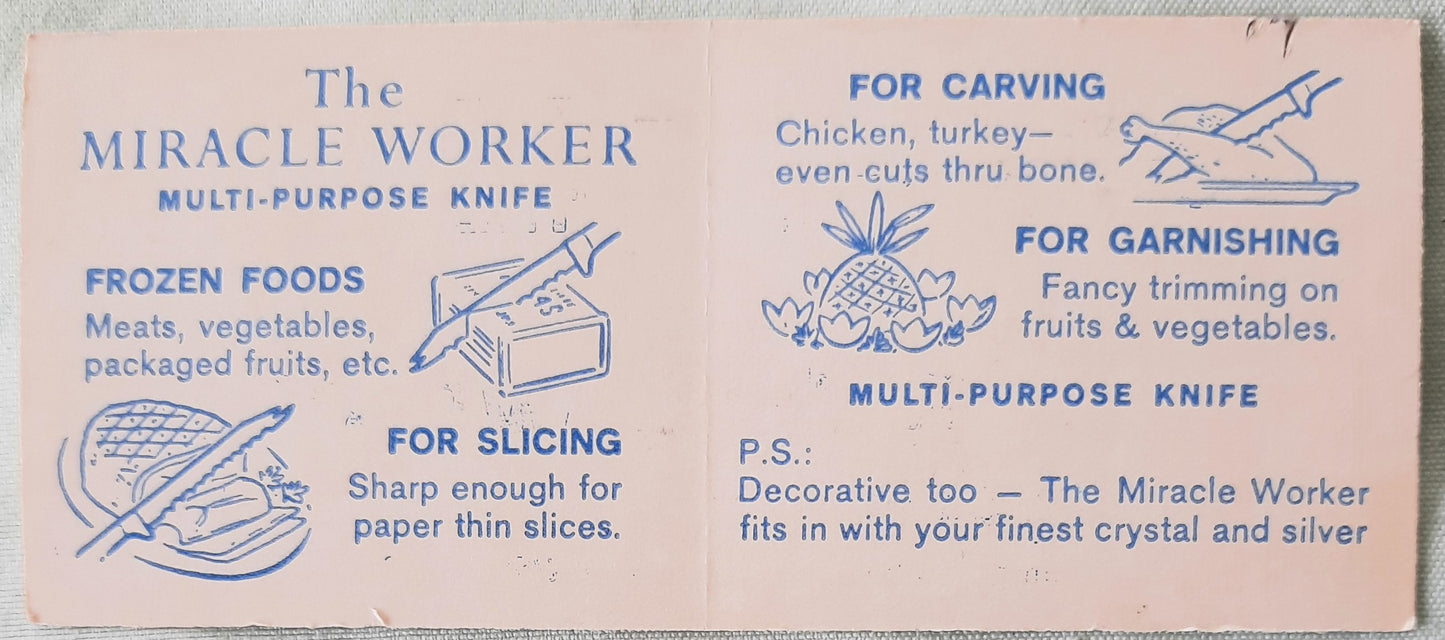 The
MIRACLE WORKER
MULTI-PURPOSE KNIFE
FROZEN FOODS
Meats, vegetables,
packaged fruits, etc.
FOR SLICING
Sharp enough for
paper thin slices.
FOR CARVING
Chicken, turkey—
even cuts thru bone.
FOR GARNISHING
Fancy trimming on
fruits & vegetables.
MULTI-PURPOSE KNIFE
P.S.:
Decorative too — The Miracle Worker
fits in with your finest crystal and silver